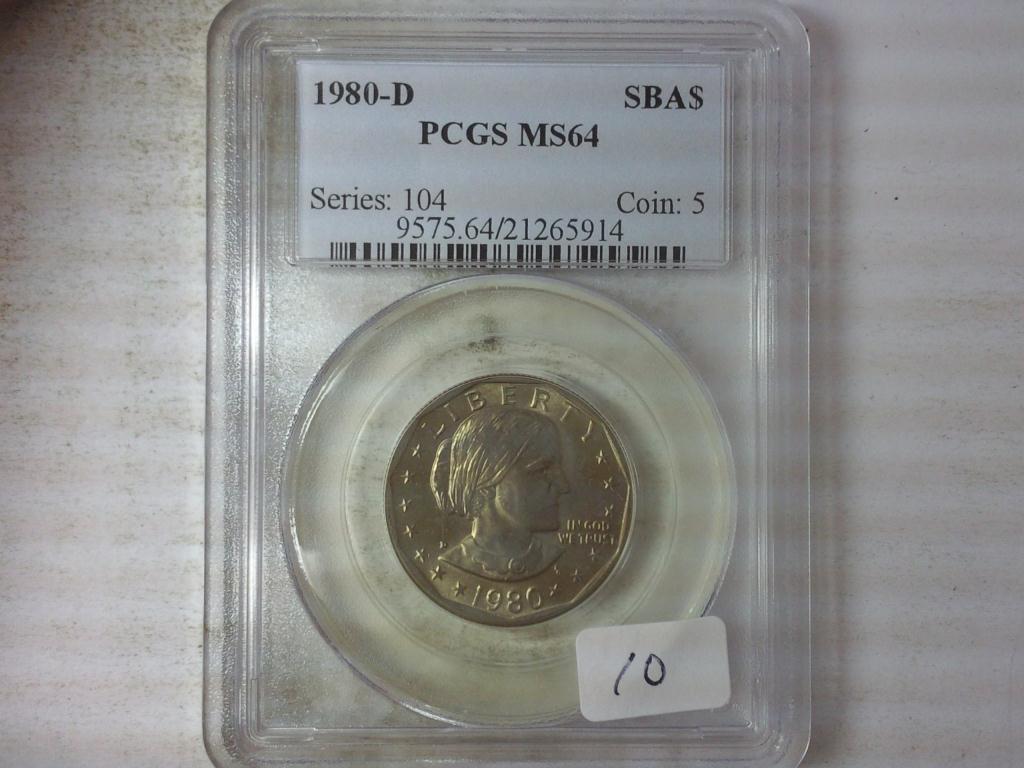 1980-D SBA$
PCGS MS64
Series: 104 Coin: 5
9575.64/21265914
LIBERTY
IN GOD
WE TRUST
D
1980
10